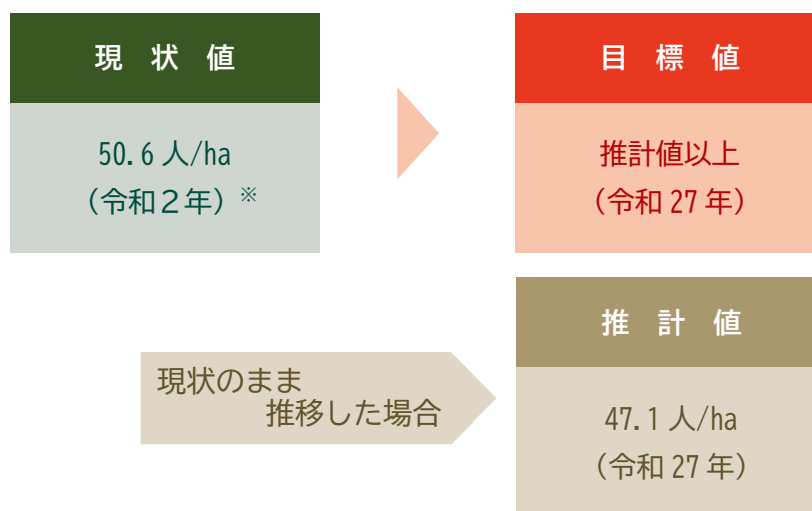 現 状 値
50.6 人/ha
（令和２年）※
目 標 値
推計値以上
（令和 27 年）
現状のまま
推移した場合
推 計 値
47.1 人/ha
（令和 27 年）